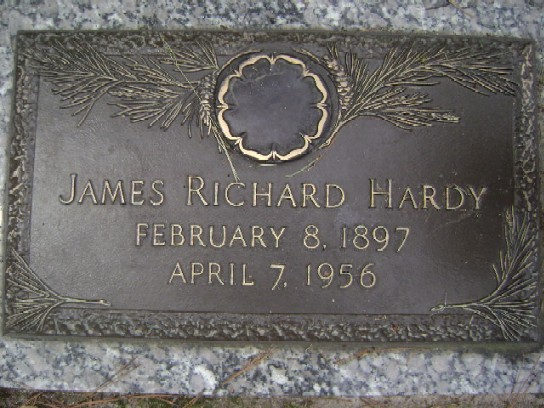 James Richard Hardy
February 8, 1897
April 7, 1956